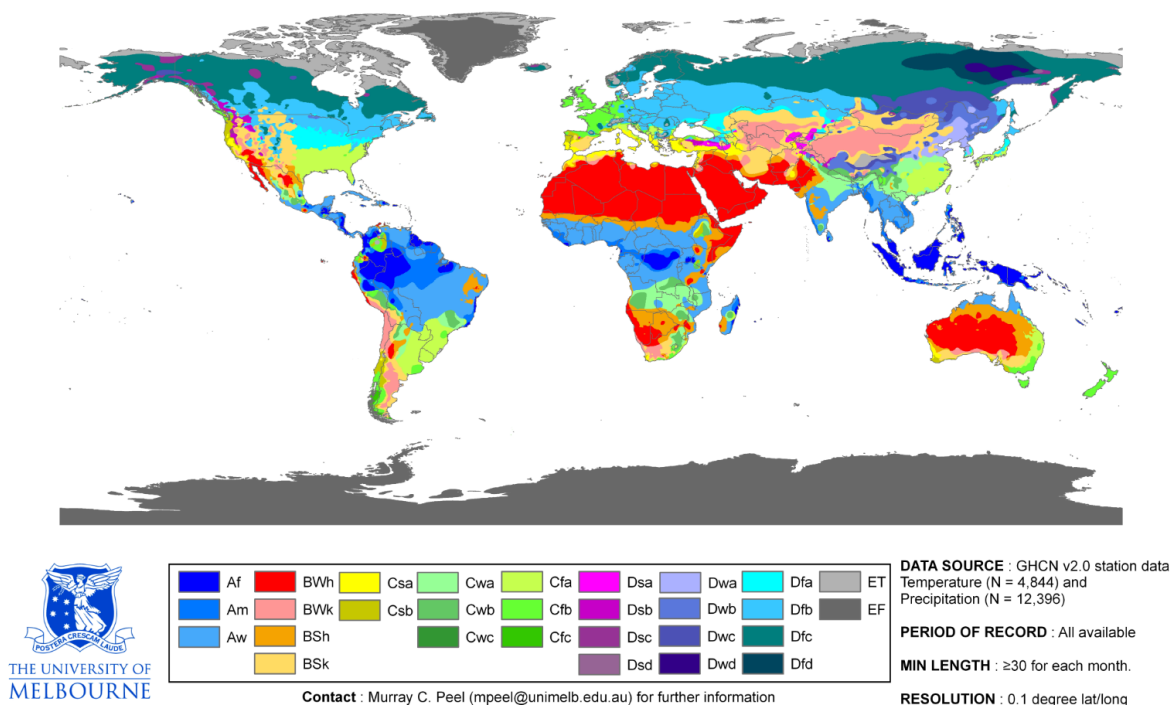 POSTERA CRESCAM LAUDE
THE UNIVERSITY OF
MELBOURNE
Af BWh Csa Cwa Cfa Dsa Dwa Dfa ET
Am BWk Csb Cwb Cfb Dsb Dwb Dfb EF
Aw BSh Cwc Cfc Dsc Dwc Dfc
BSk Dsd Dwd Dfd
Contact : Murray C. Peel (mpeel@unimelb.edu.au) for further information
DATA SOURCE : GHCN v2.0 station data
Temperature (N = 4,844) and
Precipitation (N = 12,396)
PERIOD OF RECORD : All available
MIN LENGTH : ≥30 for each month.
RESOLUTION : 0.1 degree lat/long